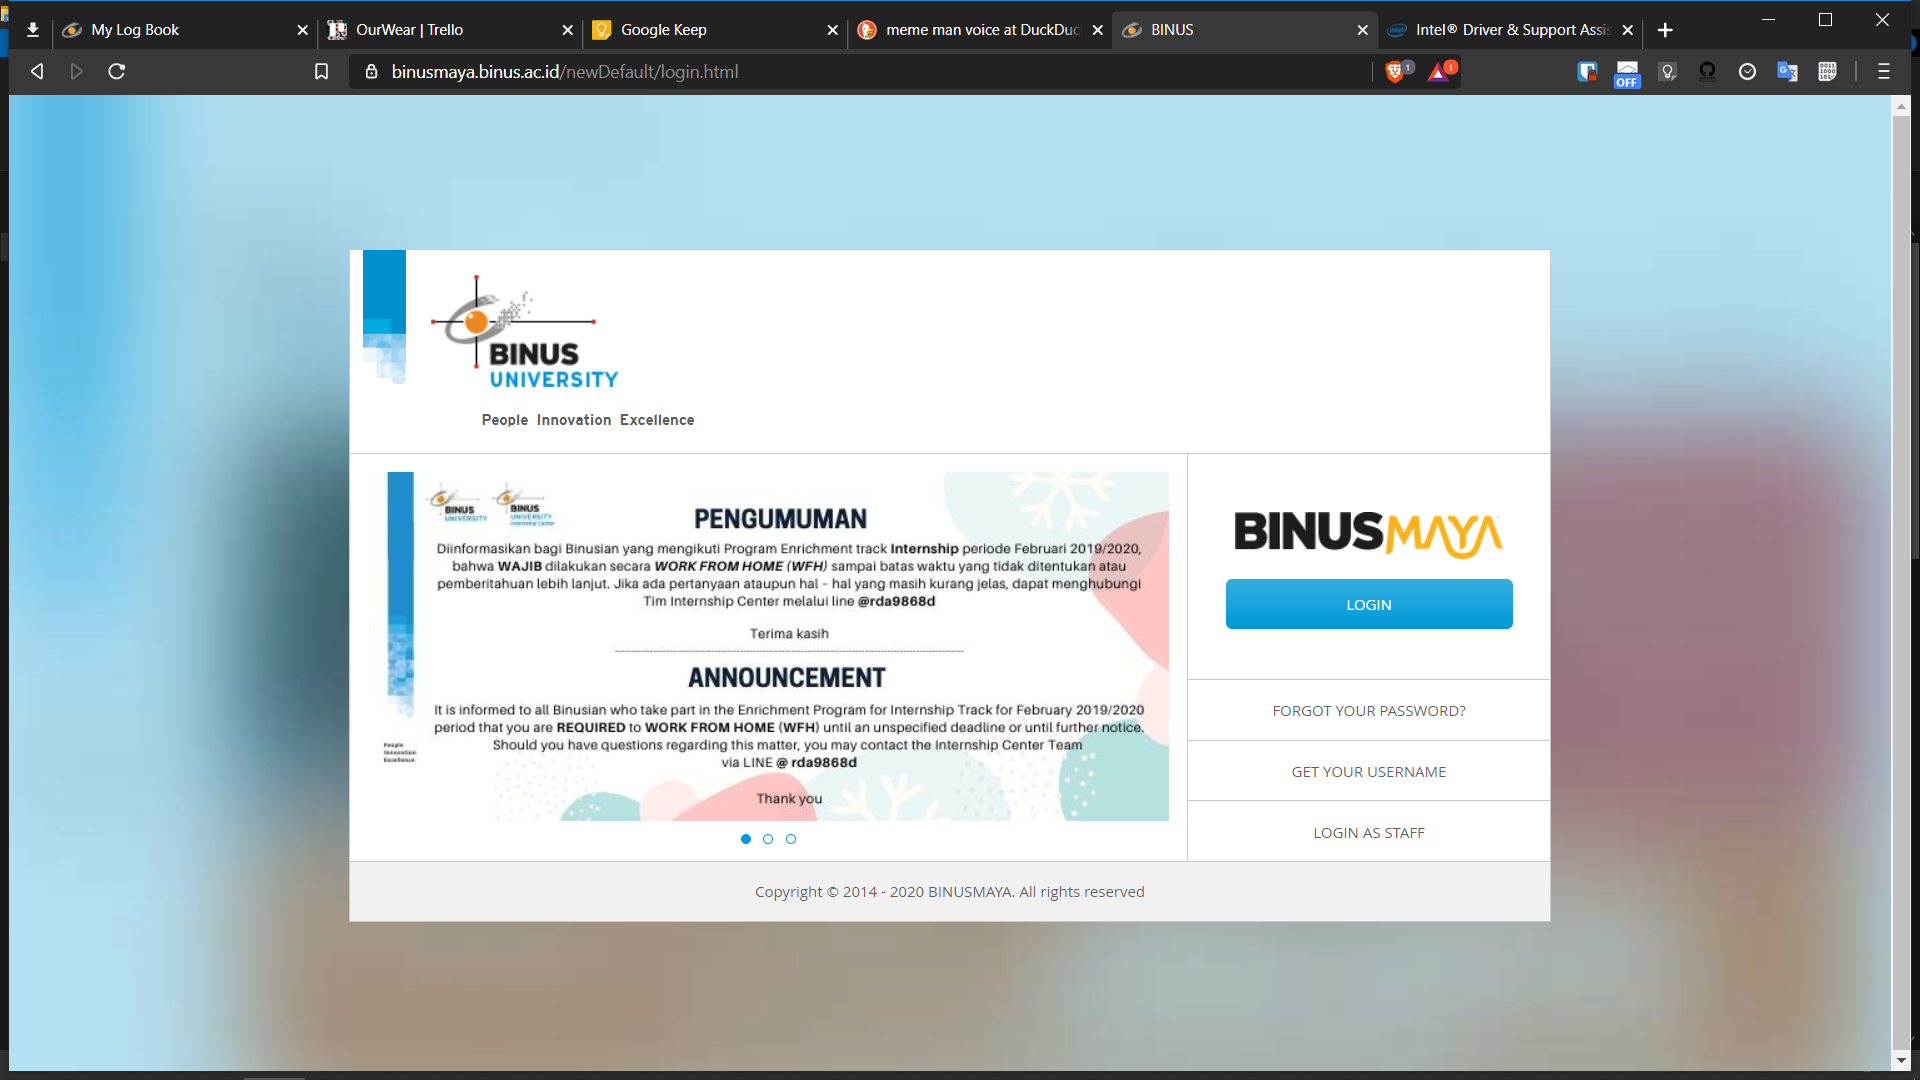 My Log Book
OurWear | Trello
Google Keep
meme man voice at DuckDuc
BINUS
Intel® Driver & Support Assis
binusmaya.binus.ac.id/newDefault/login.html
1
1
OFF
BINUS
UNIVERSITY
People Innovation Excellence
BINUS
UNIVERSITY
BINUS
UNIVERSITY
Internship Center
PENGUMUMAN
Diinformasikan bagi Binusian yang mengikuti Program Enrichment track Internship periode Februari 2019/2020,
bahwa WAJIB dilakukan secara WORK FROM HOME (WFH) sampai batas waktu yang tidak ditentukan atau
pemberitahuan lebih lanjut. Jika ada pertanyaan ataupun hal - hal yang masih kurang jelas, dapat menghubungi
Tim Internship Center melalui line @rda9868d
Terima kasih
ANNOUNCEMENT
It is informed to all Binusian who take part in the Enrichment Program for Internship Track for February 2019/2020
period that you are REQUIRED to WORK FROM HOME (WFH) until an unspecified deadline or until further notice.
Should you have questions regarding this matter, you may contact the Internship Center Team
via LINE @ rda9868d
Thank you
People
Innovation
Excellence
BINUSMAYA
LOGIN
FORGOT YOUR PASSWORD?
GET YOUR USERNAME
LOGIN AS STAFF
Copyright © 2014 - 2020 BINUSMAYA. All rights reserved